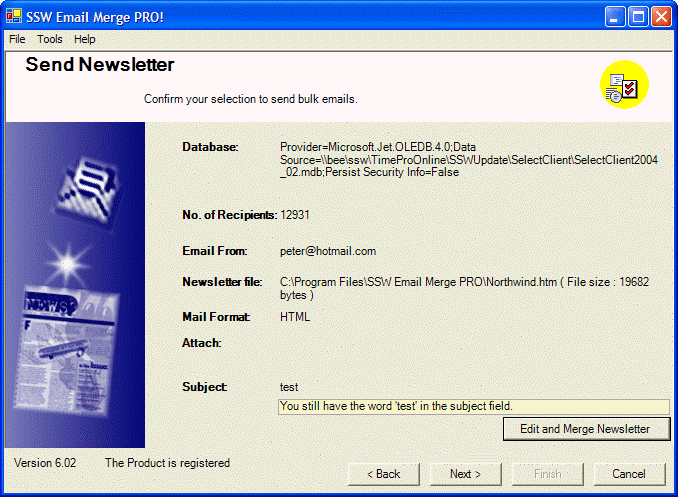 SSW Email Merge PRO!
File Tools Help
Send Newsletter
Confirm your selection to send bulk emails.
Database: Provider=Microsoft.Jet.OLEDB.4.0;Data
Source=\\bee\ssw\TimeProOnline\SSWUpdate\SelectClient\SelectClient2004
_02.mdb;Persist Security Info=False
No. of Recipients: 12931
Email From: peter@hotmail.com
Newsletter file: C:\Program Files\SSW Email Merge PRO\Northwind.htm ( File size : 19682
bytes )
Mail Format: HTML
Attach:
Subject: test
You still have the word 'test' in the subject field.
Edit and Merge Newsletter
Version 6.02 The Product is registered
< Back Next > Finish Cancel
NEWS